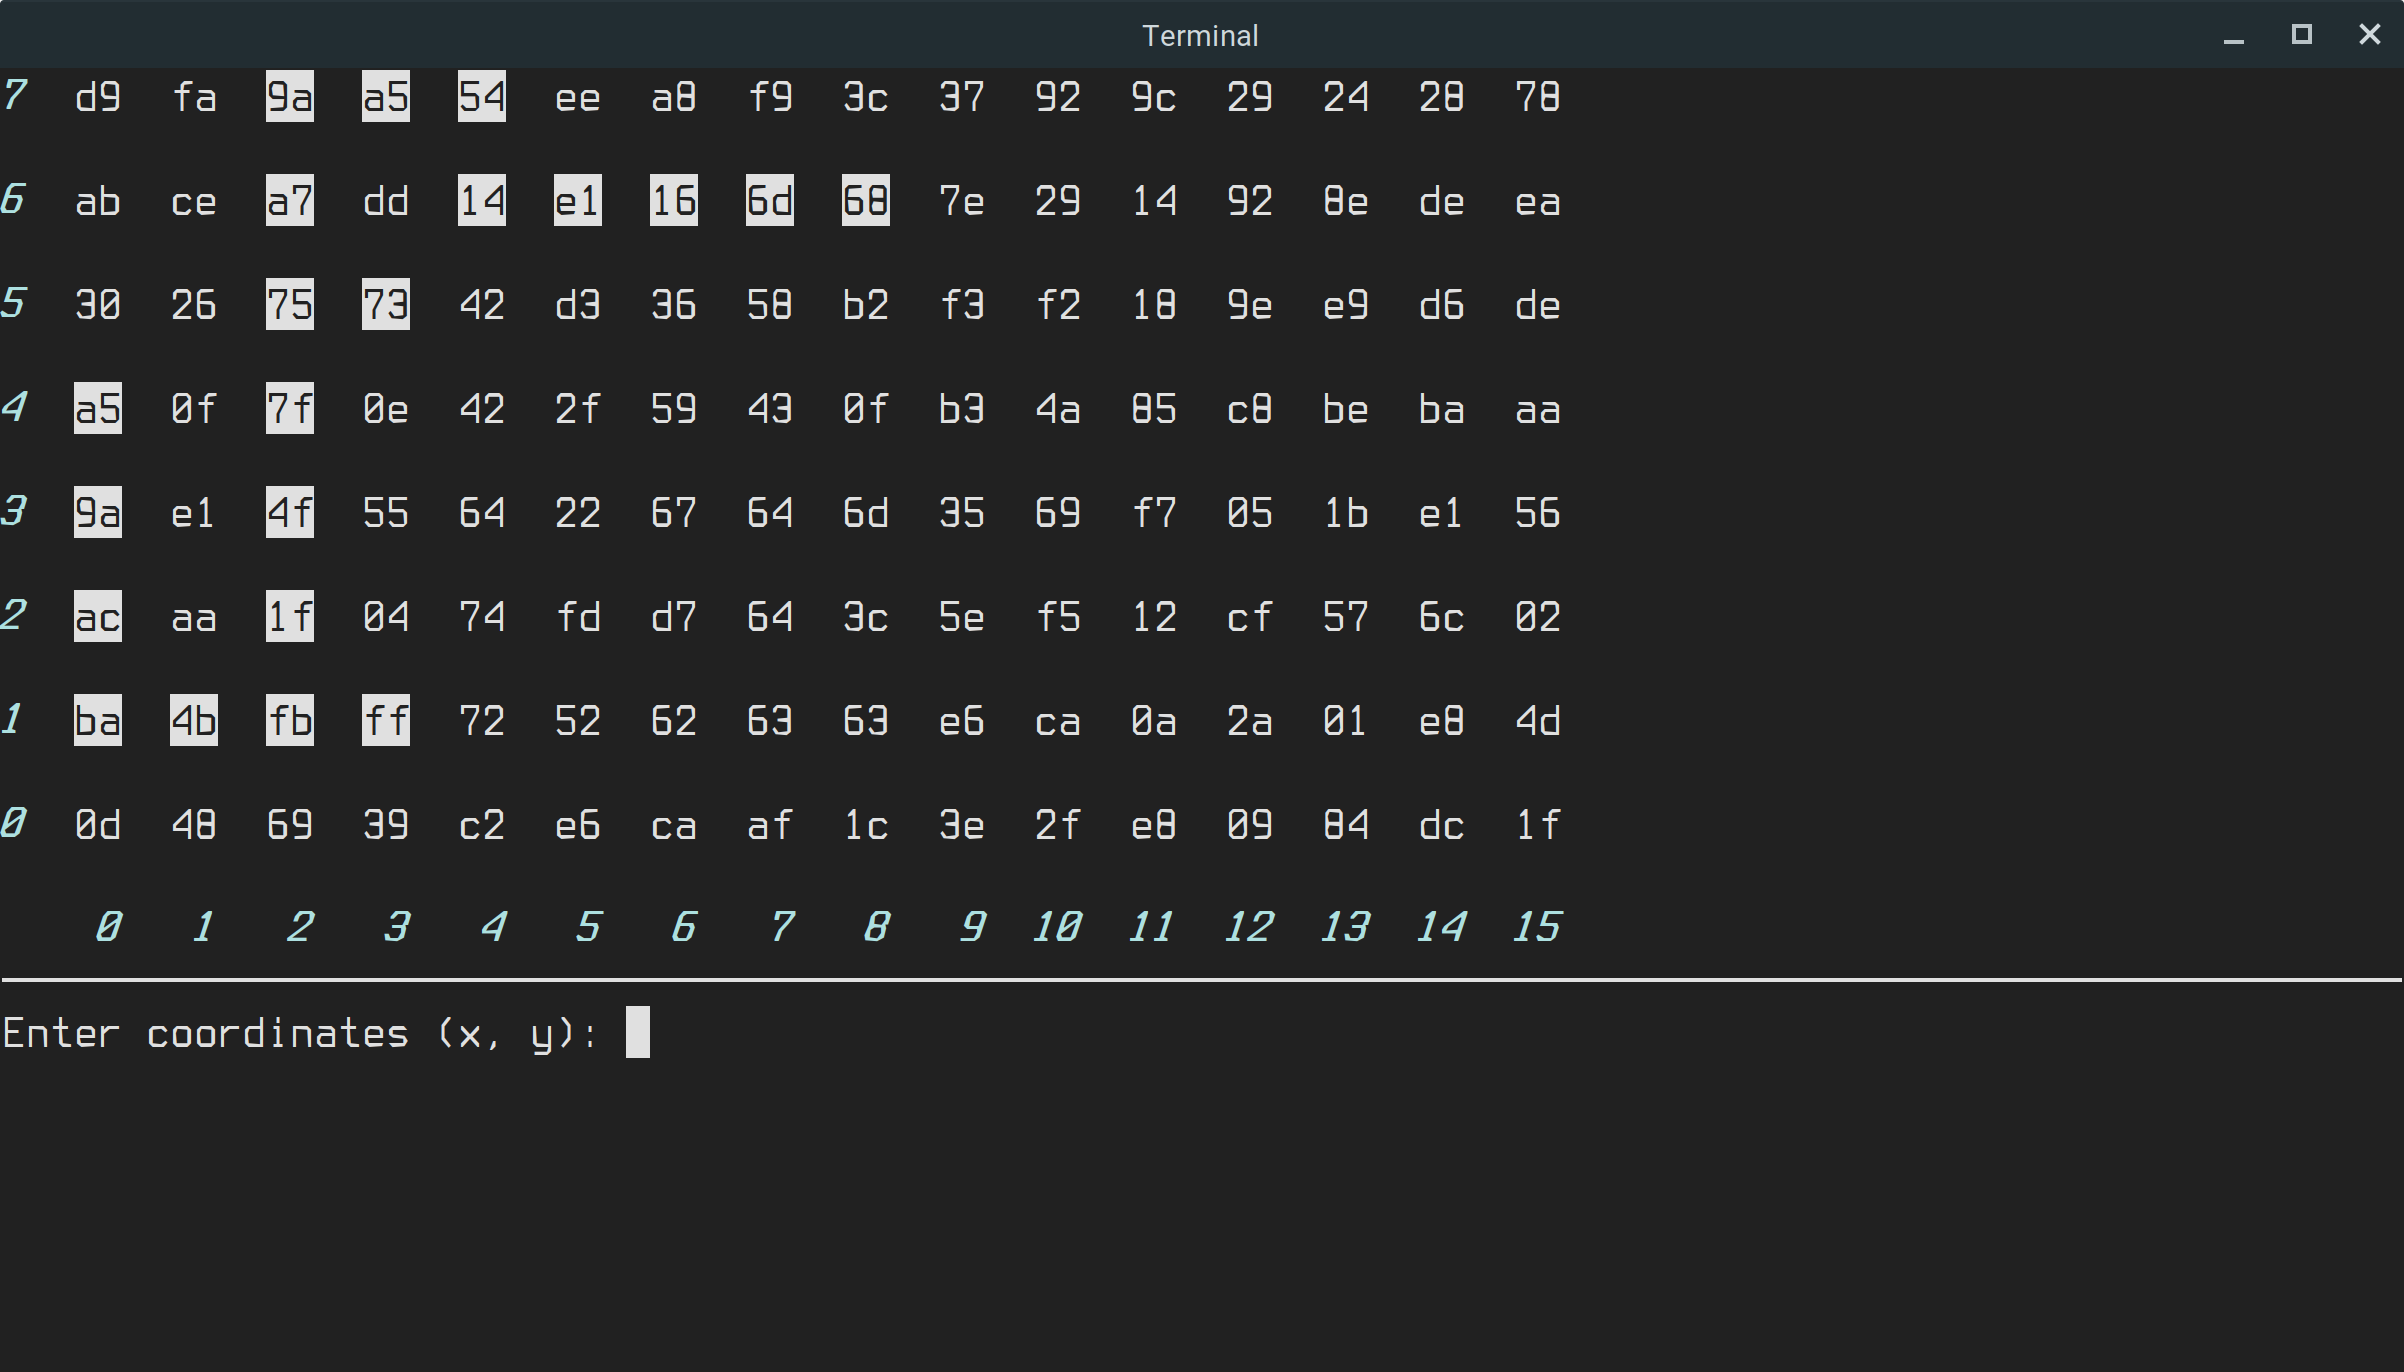 Terminal
7 d9 fa 9a a5 54 ee a8 f9 3c 37 92 9c 29 24 28 78
6 ab ce a7 dd 14 e1 16 6d 68 7e 29 14 92 8e de ea
5 30 26 75 73 42 d3 36 58 b2 f3 f2 18 9e e9 d6 de
4 a5 0f 7f 0e 42 2f 59 43 0f b3 4a 85 c8 be ba aa
3 9a e1 4f 55 64 22 67 64 6d 35 69 f7 05 1b e1 56
2 ac aa 1f 04 74 fd d7 64 3c 5e f5 12 cf 57 6c 02
1 ba 4b fb ff 72 52 62 63 63 e6 ca 0a 2a 01 e8 4d
0 0d 48 69 39 c2 e6 ca af 1c 3e 2f e8 09 84 dc 1f
0 1 2 3 4 5 6 7 8 9 10 11 12 13 14 15
Enter coordinates (x, y):